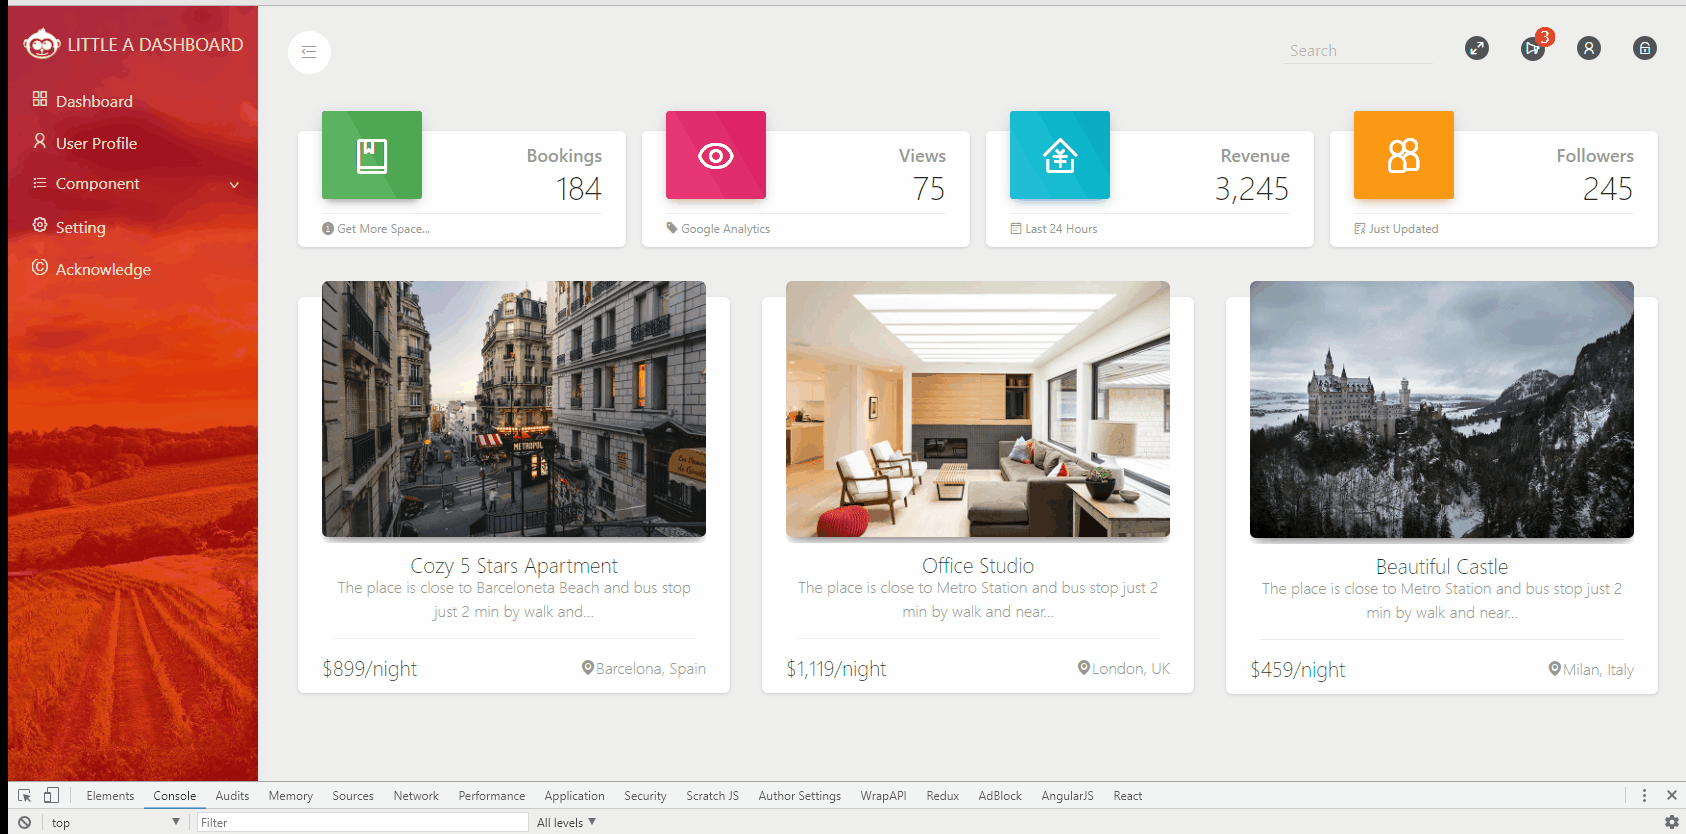 LITTLE A DASHBOARD
Dashboard
User Profile
Component
Setting
Acknowledge
Search
3
Bookings
184
Get More Space...
Views
75
Google Analytics
Revenue
3,245
Last 24 Hours
Followers
245
Just Updated
METROPOL
Cozy 5 Stars Apartment
The place is close to Barceloneta Beach and bus stop
just 2 min by walk and...
$899/night
Barcelona, Spain
Office Studio
The place is close to Metro Station and bus stop just 2
min by walk and near...
$1,119/night
London, UK
Beautiful Castle
The place is close to Metro Station and bus stop just 2
min by walk and near...
$459/night
Milan, Italy
Elements Console Audits Memory Sources Network Performance Application Security Scratch JS Author Settings WrapAPI Redux AdBlock AngularJS React
top Filter All levels